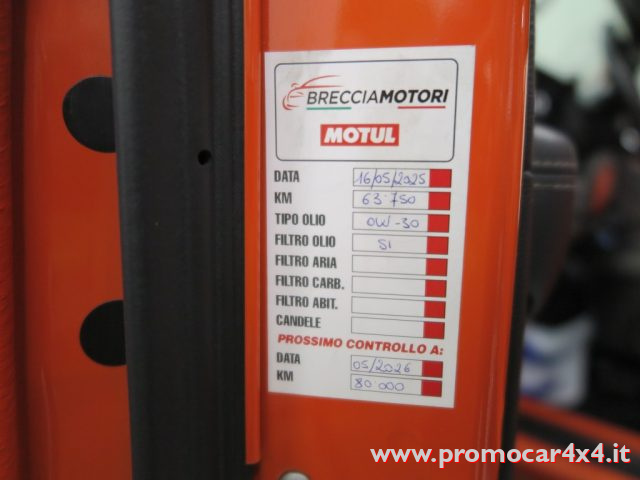 BRECCIAMOTORI
MOTUL
DATA 16/05/2025
KM 63.750
TIPO OLIO 0W-30
FILTRO OLIO SI
FILTRO ARIA
FILTRO CARB.
FILTRO ABIT.
CANDELE
PROSSIMO CONTROLLO A:
DATA 05/2026
KM 80.000
www.promocar4x4.it